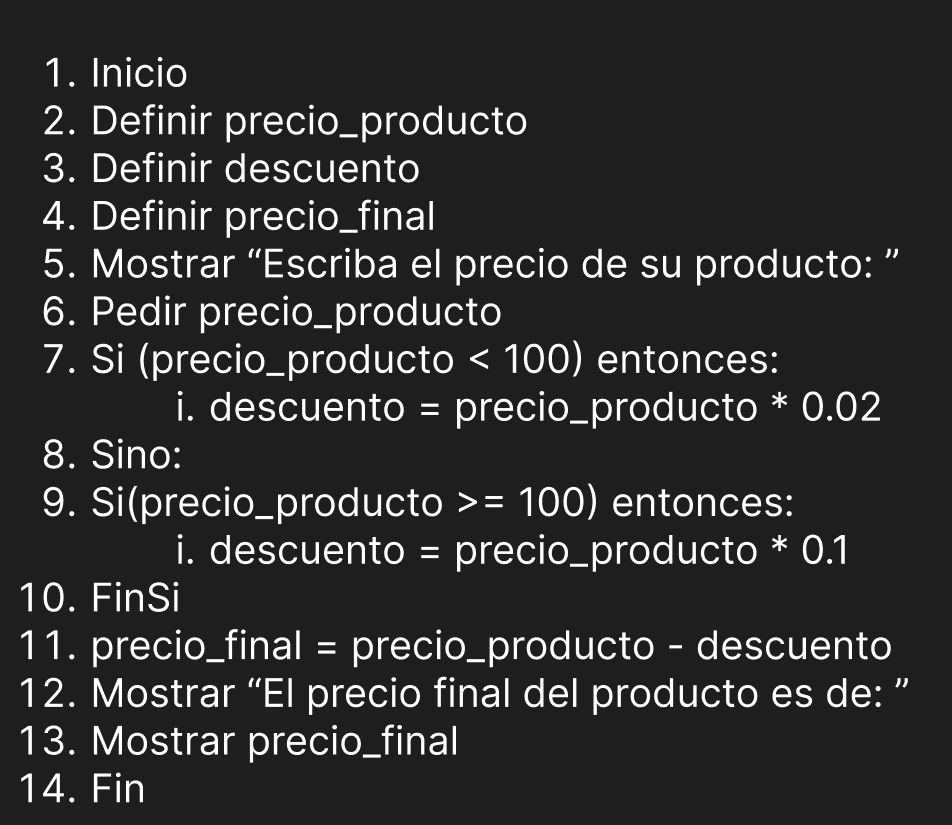 1. Inicio
2. Definir precio_producto
3. Definir descuento
4. Definir precio_final
5. Mostrar “Escriba el precio de su producto: ”
6. Pedir precio_producto
7. Si (precio_producto < 100) entonces:
i. descuento = precio_producto * 0.02
8. Sino:
9. Si(precio_producto >= 100) entonces:
i. descuento = precio_producto * 0.1
10. FinSi
11. precio_final = precio_producto - descuento
12. Mostrar “El precio final del producto es de: ”
13. Mostrar precio_final
14. Fin